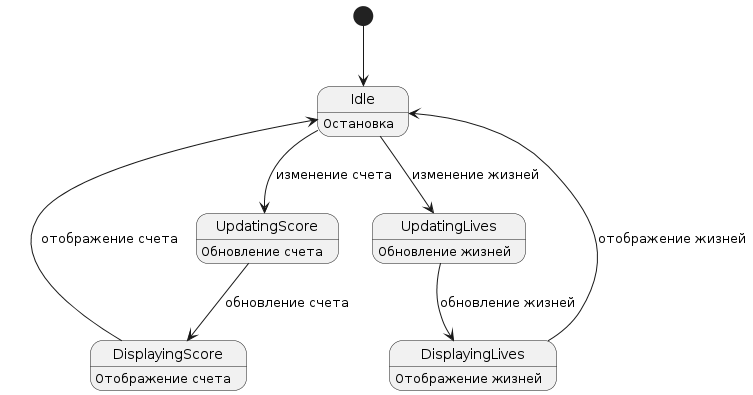 Idle
Остановка
изменение счета
изменение жизней
UpdatingScore
Обновление счета
UpdatingLives
Обновление жизней
отображение счета
отображение жизней
обновление счета
обновление жизней
DisplayingScore
Отображение счета
DisplayingLives
Отображение жизней